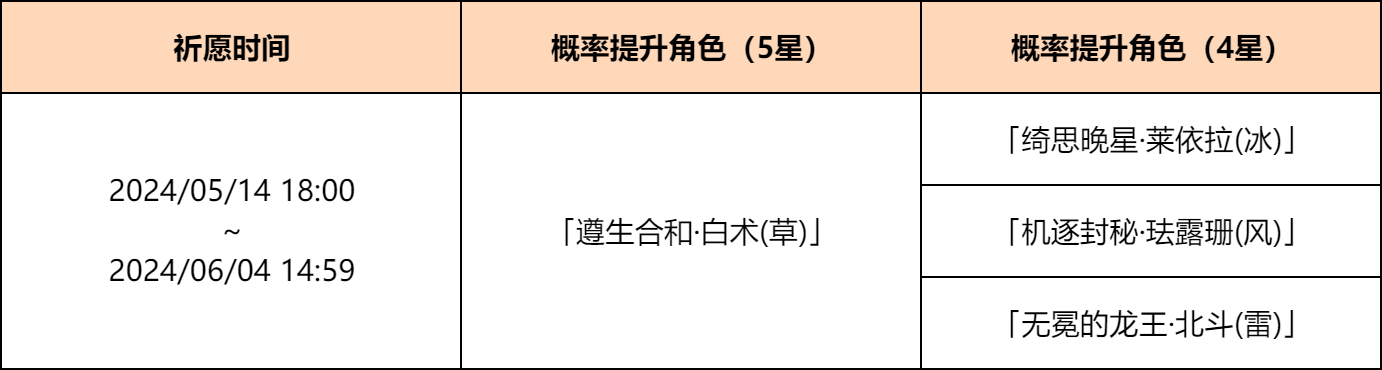 祈愿时间
概率提升角色（5星）
概率提升角色（4星）
2024/05/14 18:00
~
2024/06/04 14:59
「遵生合和·白术(草)」
「绮思晚星·莱依拉(冰)」
「机逐封秘·珐露珊(风)」
「无冕的龙王·北斗(雷)」